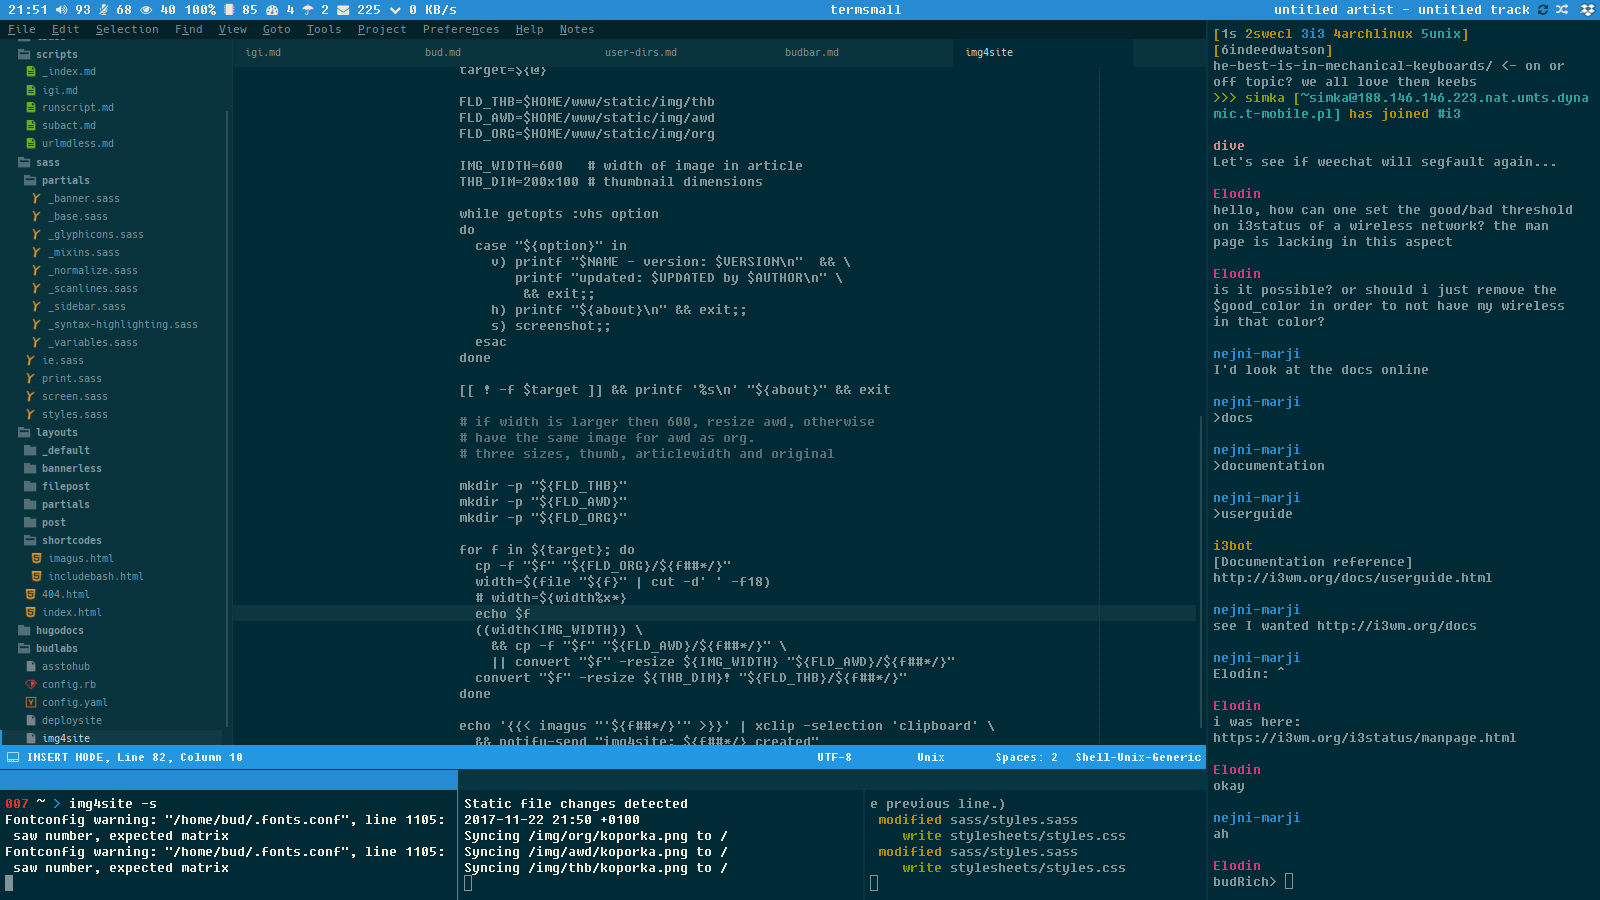 21:51 93 68 40 100% 85 4 2 225 0 KB/s
termsmall
untitled artist - untitled track
File Edit Selection Find View Goto Tools Project Preferences Help Notes
scripts
_index.md
igi.md
runscript.md
subact.md
urlmdless.md
sass
partials
_banner.sass
_base.sass
_glyphicons.sass
_mixins.sass
_normalize.sass
_scanlines.sass
_sidebar.sass
_syntax-highlighting.sass
_variables.sass
ie.sass
print.sass
screen.sass
styles.sass
layouts
_default
bannerless
filepost
partials
post
shortcodes
imagus.html
includebash.html
404.html
index.html
hugodocs
budlabs
asstohub
config.rb
config.yaml
deploysite
img4site
igi.md bud.md user-dirs.md budbar.md img4site
target=${@}
FLD_THB=$HOME/www/static/img/thb
FLD_AWD=$HOME/www/static/img/awd
FLD_ORG=$HOME/www/static/img/org
IMG_WIDTH=600   # width of image in article
THB_DIM=200x100 # thumbnail dimensions
while getopts :vhs option
do
  case "${option}" in
    v) printf "$NAME - version: $VERSION\n"  && \
       printf "updated: $UPDATED by $AUTHOR\n" \
        && exit;;
    h) printf "${about}\n" && exit;;
    s) screenshot;;
  esac
done
[[ ! -f $target ]] && printf '%s\n' "${about}" && exit
# if width is larger then 600, resize awd, otherwise
# have the same image for awd as org.
# three sizes, thumb, articlewidth and original
mkdir -p "${FLD_THB}"
mkdir -p "${FLD_AWD}"
mkdir -p "${FLD_ORG}"
for f in ${target}; do
  cp -f "$f" "${FLD_ORG}/${f##*/}"
  width=$(file "${f}" | cut -d' ' -f18)
  # width=${width%x*}
  echo $f
  ((width<IMG_WIDTH)) \
    && cp -f "$f" "${FLD_AWD}/${f##*/}" \
    || convert "$f" -resize ${IMG_WIDTH} "${FLD_AWD}/${f##*/}"
  convert "$f" -resize ${THB_DIM}! "${FLD_THB}/${f##*/}"
done
echo '{{< imagus "'${f##*/}'" >}}' | xclip -selection 'clipboard' \
  && notify-send "img4site: ${f##*/} created"
INSERT MODE, Line 82, Column 10 UTF-8 Unix Spaces: 2 Shell-Unix-Generic
007 ~ > img4site -s
Fontconfig warning: "/home/bud/.fonts.conf", line 1105:
 saw number, expected matrix
Fontconfig warning: "/home/bud/.fonts.conf", line 1105:
 saw number, expected matrix
Static file changes detected
2017-11-22 21:50 +0100
Syncing /img/org/koporka.png to /
Syncing /img/awd/koporka.png to /
Syncing /img/thb/koporka.png to /
e previous line.)
modified sass/styles.sass
write stylesheets/styles.css
modified sass/styles.sass
write stylesheets/styles.css
[1s 2swecl 3i3 4archlinux 5unix]
[6indeedwatson]
he-best-is-in-mechanical-keyboards/ <- on or
off topic? we all love them keebs
>>> simka [~simka@188.146.146.223.nat.umts.dyna
mic.t-mobile.pl] has joined #i3
dive
Let's see if weechat will segfault again...
Elodin
hello, how can one set the good/bad threshold
on i3status of a wireless network? the man
page is lacking in this aspect
Elodin
is it possible? or should i just remove the
$good_color in order to not have my wireless
in that color?
nejni-marji
I'd look at the docs online
nejni-marji
>docs
nejni-marji
>documentation
nejni-marji
>userguide
i3bot
[Documentation reference]
http://i3wm.org/docs/userguide.html
nejni-marji
see I wanted http://i3wm.org/docs
nejni-marji
Elodin: ^
Elodin
i was here:
https://i3wm.org/i3status/manpage.html
Elodin
okay
nejni-marji
ah
Elodin
budRich>